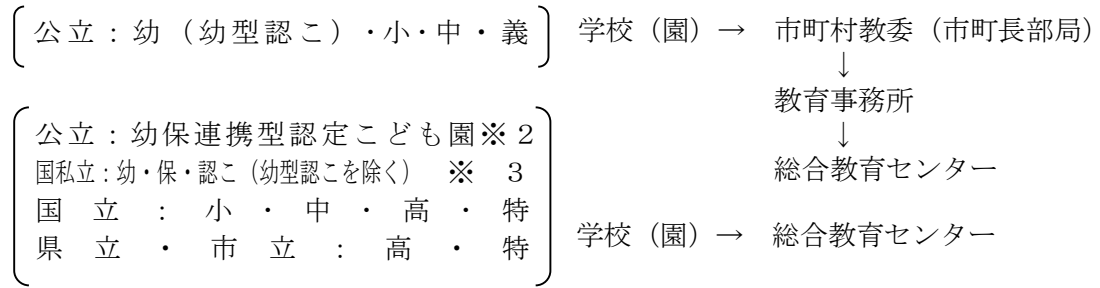 公立：幼（幼型認こ）・小・中・義　学校（園）→　市町村教委（市町長部局）
↓
教育事務所
↓
総合教育センター
公立：幼保連携型認定こども園※２
国私立：幼・保・認こ（幼型認こを除く）　※　３
国立：小・中・高・特
県立・市立：高・特
学校（園）→　総合教育センター